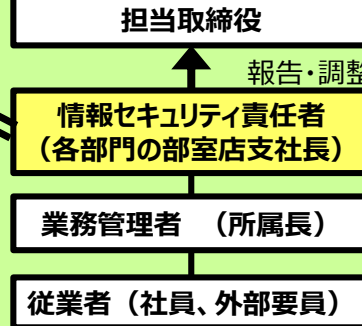 担当取締役
報告・調整
情報セキュリティ責任者
（各部門の部室店支社長）
業務管理者　（所属長）
従業者（社員、外部要員）